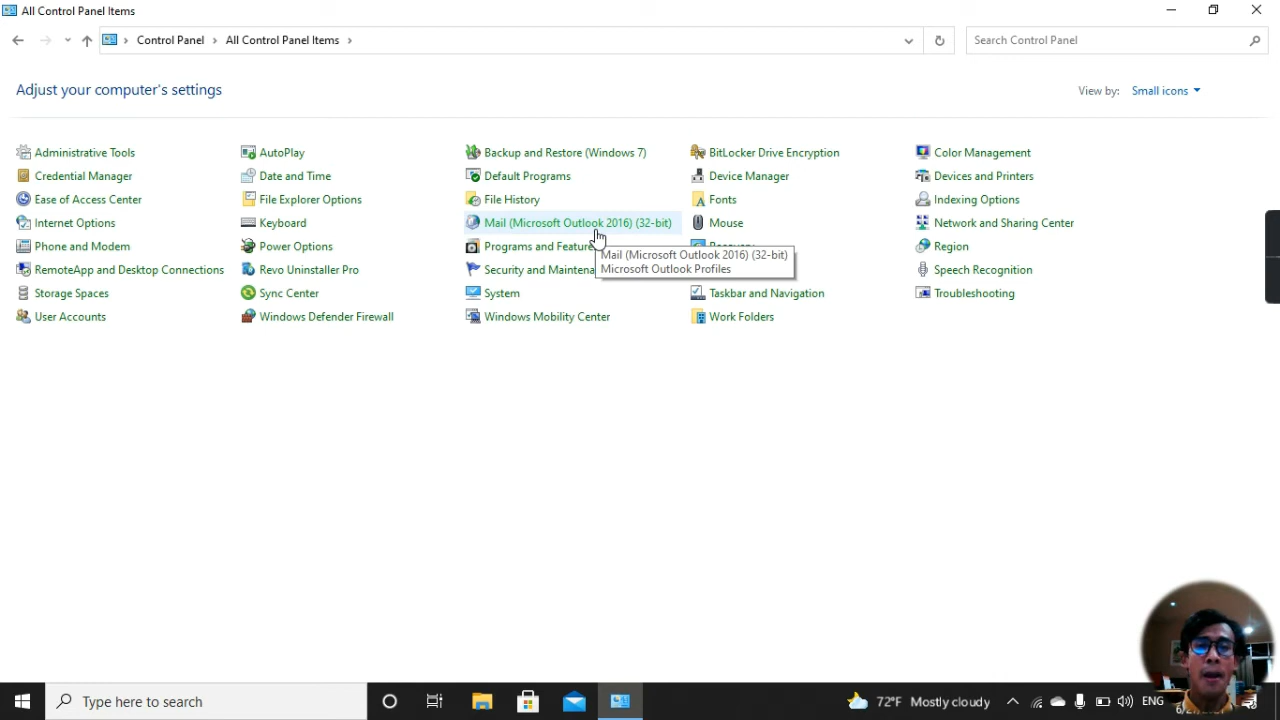 All Control Panel Items
Control Panel
All Control Panel Items
Search Control Panel
Adjust your computer's settings
View by: Small icons
Administrative Tools
AutoPlay
Backup and Restore (Windows 7)
BitLocker Drive Encryption
Color Management
Credential Manager
Date and Time
Default Programs
Device Manager
Devices and Printers
Ease of Access Center
File Explorer Options
File History
Fonts
Indexing Options
Internet Options
Keyboard
Mail (Microsoft Outlook 2016) (32-bit)
Mouse
Network and Sharing Center
Phone and Modem
Power Options
Programs and Feature
Recovery
Region
Mail (Microsoft Outlook 2016) (32-bit)
Microsoft Outlook Profiles
RemoteApp and Desktop Connections
Revo Uninstaller Pro
Security and Maintena
Speech Recognition
Storage Spaces
Sync Center
System
Taskbar and Navigation
Troubleshooting
User Accounts
Windows Defender Firewall
Windows Mobility Center
Work Folders
Type here to search
72°F Mostly cloudy
ENG